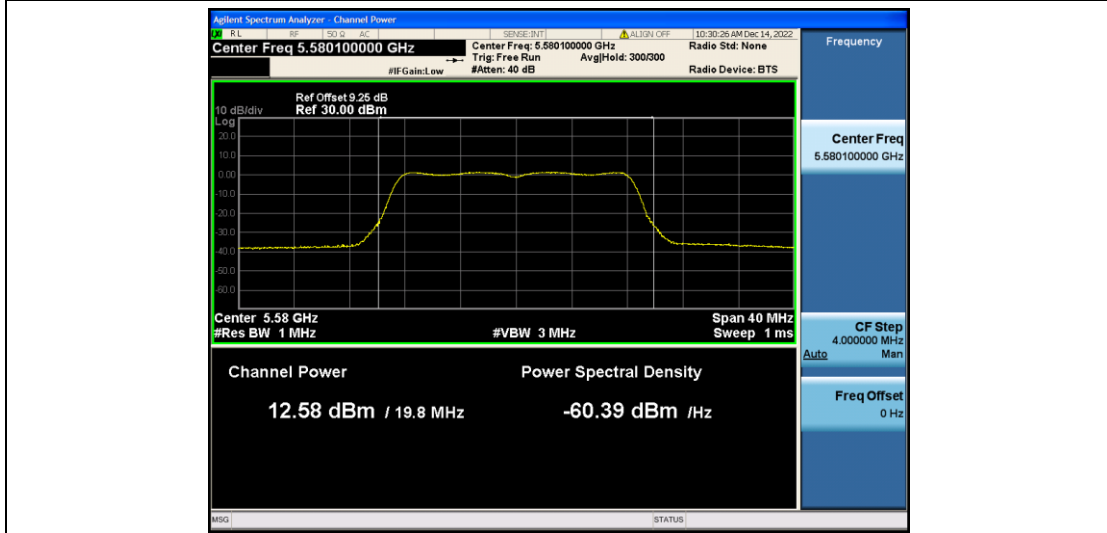 Agilent Spectrum Analyzer - Channel Power
RL RF 50 Ω AC SENSE:INT ALIGN OFF 10:30:26 AM Dec 14, 2022
Center Freq 5.580100000 GHz
Center Freq: 5.580100000 GHz
Radio Std: None
Trig: Free Run Avg|Hold: 300/300
#IFGain:Low
#Atten: 40 dB
Radio Device: BTS
Frequency
Ref Offset 9.25 dB
10 dB/div Ref 30.00 dBm
Log
20.0
10.0
0.00
-10.0
-20.0
-30.0
-40.0
-50.0
-60.0
Center Freq
5.580100000 GHz
Center 5.58 GHz
Span 40 MHz
#Res BW 1 MHz
#VBW 3 MHz
Sweep 1 ms
CF Step
4.000000 MHz
Auto Man
Freq Offset
0 Hz
Channel Power
Power Spectral Density
12.58 dBm / 19.8 MHz
-60.39 dBm /Hz
MSG
STATUS